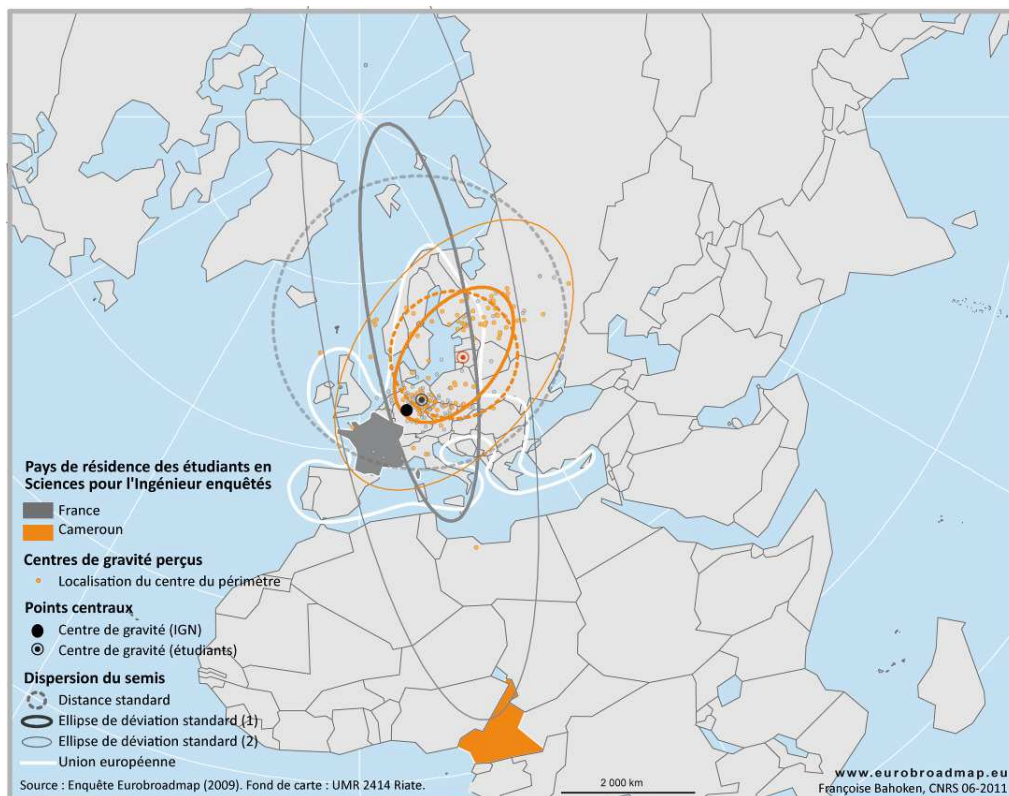 Pays de résidence des étudiants en
Sciences pour l'Ingénieur enquêtés
France
Cameroun
Centres de gravité perçus
Localisation du centre du périmètre
Points centraux
Centre de gravité (IGN)
Centre de gravité (étudiants)
Dispersion du semis
Distance standard
Ellipse de déviation standard (1)
Ellipse de déviation standard (2)
Union européenne
Source : Enquête Eurobroadmap (2009). Fond de carte : UMR 2414 Riate.
2 000 km
www.eurobroadmap.eu
Françoise Bahoken, CNRS 06-2011